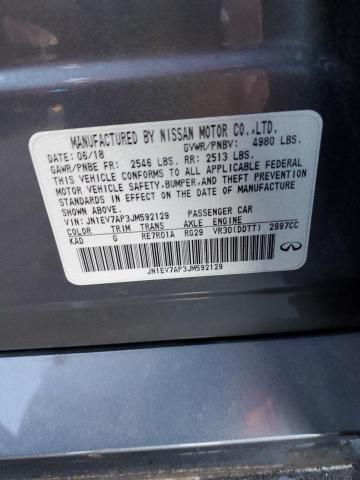 MANUFACTURED BY NISSAN MOTOR CO.,LTD.
DATE: 06/18 GVWR/PNBV: 4980 LBS.
GAWR/PNBE FR: 2546 LBS. RR: 2513 LBS.
THIS VEHICLE CONFORMS TO ALL APPLICABLE FEDERAL
MOTOR VEHICLE SAFETY, BUMPER, AND THEFT PREVENTION
STANDARDS IN EFFECT ON THE DATE OF MANUFACTURE
SHOWN ABOVE.
VIN: JN1EV7AP3JM592129 PASSENGER CAR
COLOR TRIM TRANS AXLE ENGINE
KAD G RE7R01A RG29 VR30(DDTT) 2997CC
JN1EV7AP3JM592129